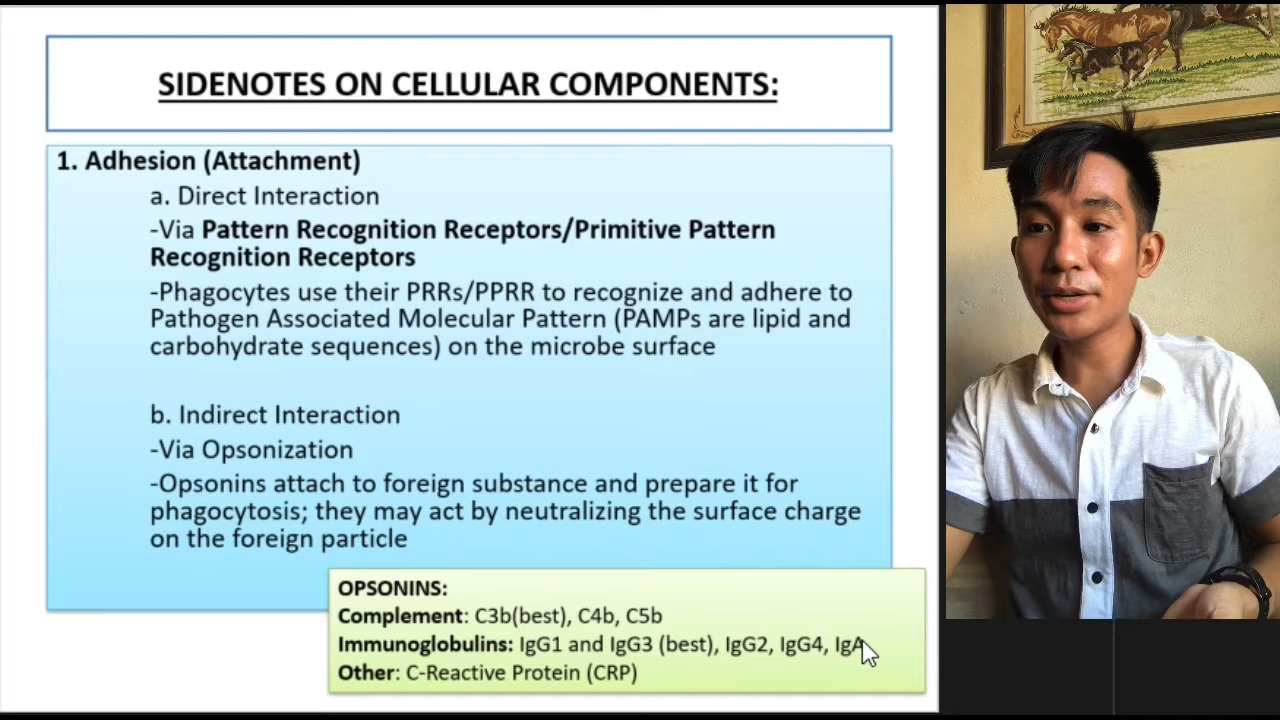 SIDENOTES ON CELLULAR COMPONENTS:
1. Adhesion (Attachment)
a. Direct Interaction
-Via Pattern Recognition Receptors/Primitive Pattern
Recognition Receptors
-Phagocytes use their PRRs/PPRR to recognize and adhere to
Pathogen Associated Molecular Pattern (PAMPs are lipid and
carbohydrate sequences) on the microbe surface
b. Indirect Interaction
-Via Opsonization
-Opsonins attach to foreign substance and prepare it for
phagocytosis; they may act by neutralizing the surface charge
on the foreign particle
OPSONINS:
Complement: C3b(best), C4b, C5b
Immunoglobulins: IgG1 and IgG3 (best), IgG2, IgG4, IgA
Other: C-Reactive Protein (CRP)